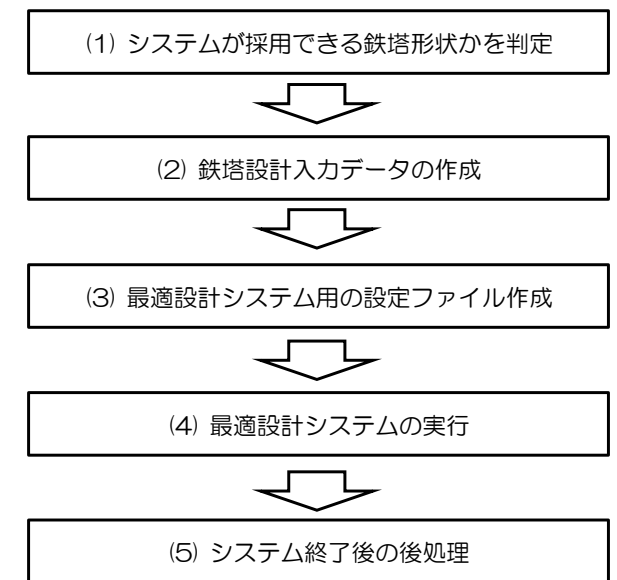 (1) システムが採用できる鉄塔形状かを判定
(2) 鉄塔設計入力データの作成
(3) 最適設計システム用の設定ファイル作成
(4) 最適設計システムの実行
(5) システム終了後の後処理